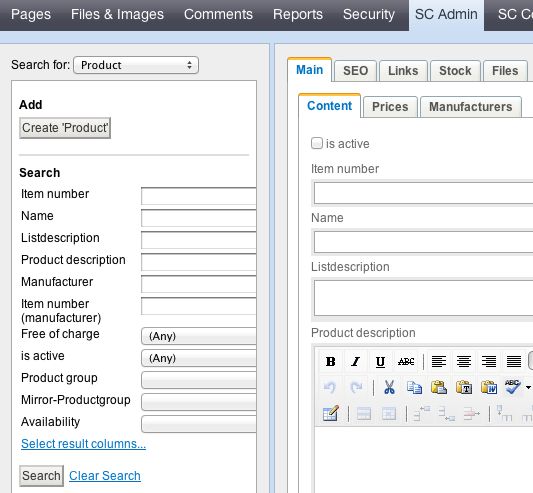 Pages Files & Images Comments Reports Security SC Admin SC C
Search for: Product
Add
Create 'Product'
Search
Item number
Name
Listdescription
Product description
Manufacturer
Item number
(manufacturer)
Free of charge (Any)
is active (Any)
Product group
Mirror-Productgroup
Availability
Select result columns...
Search Clear Search
Main SEO Links Stock Files
Content Prices Manufacturers
is active
Item number
Name
Listdescription
Product description
B I U ABC